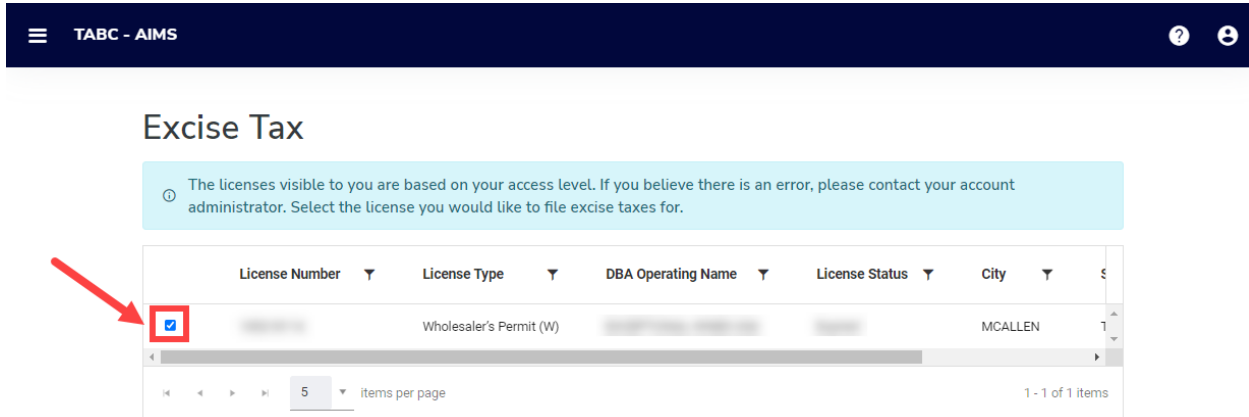 TABC - AIMS
Excise Tax
The licenses visible to you are based on your access level. If you believe there is an error, please contact your account
administrator. Select the license you would like to file excise taxes for.
License Number License Type DBA Operating Name License Status City S
Wholesaler's Permit (W) MCALLEN T
5 items per page 1 - 1 of 1 items